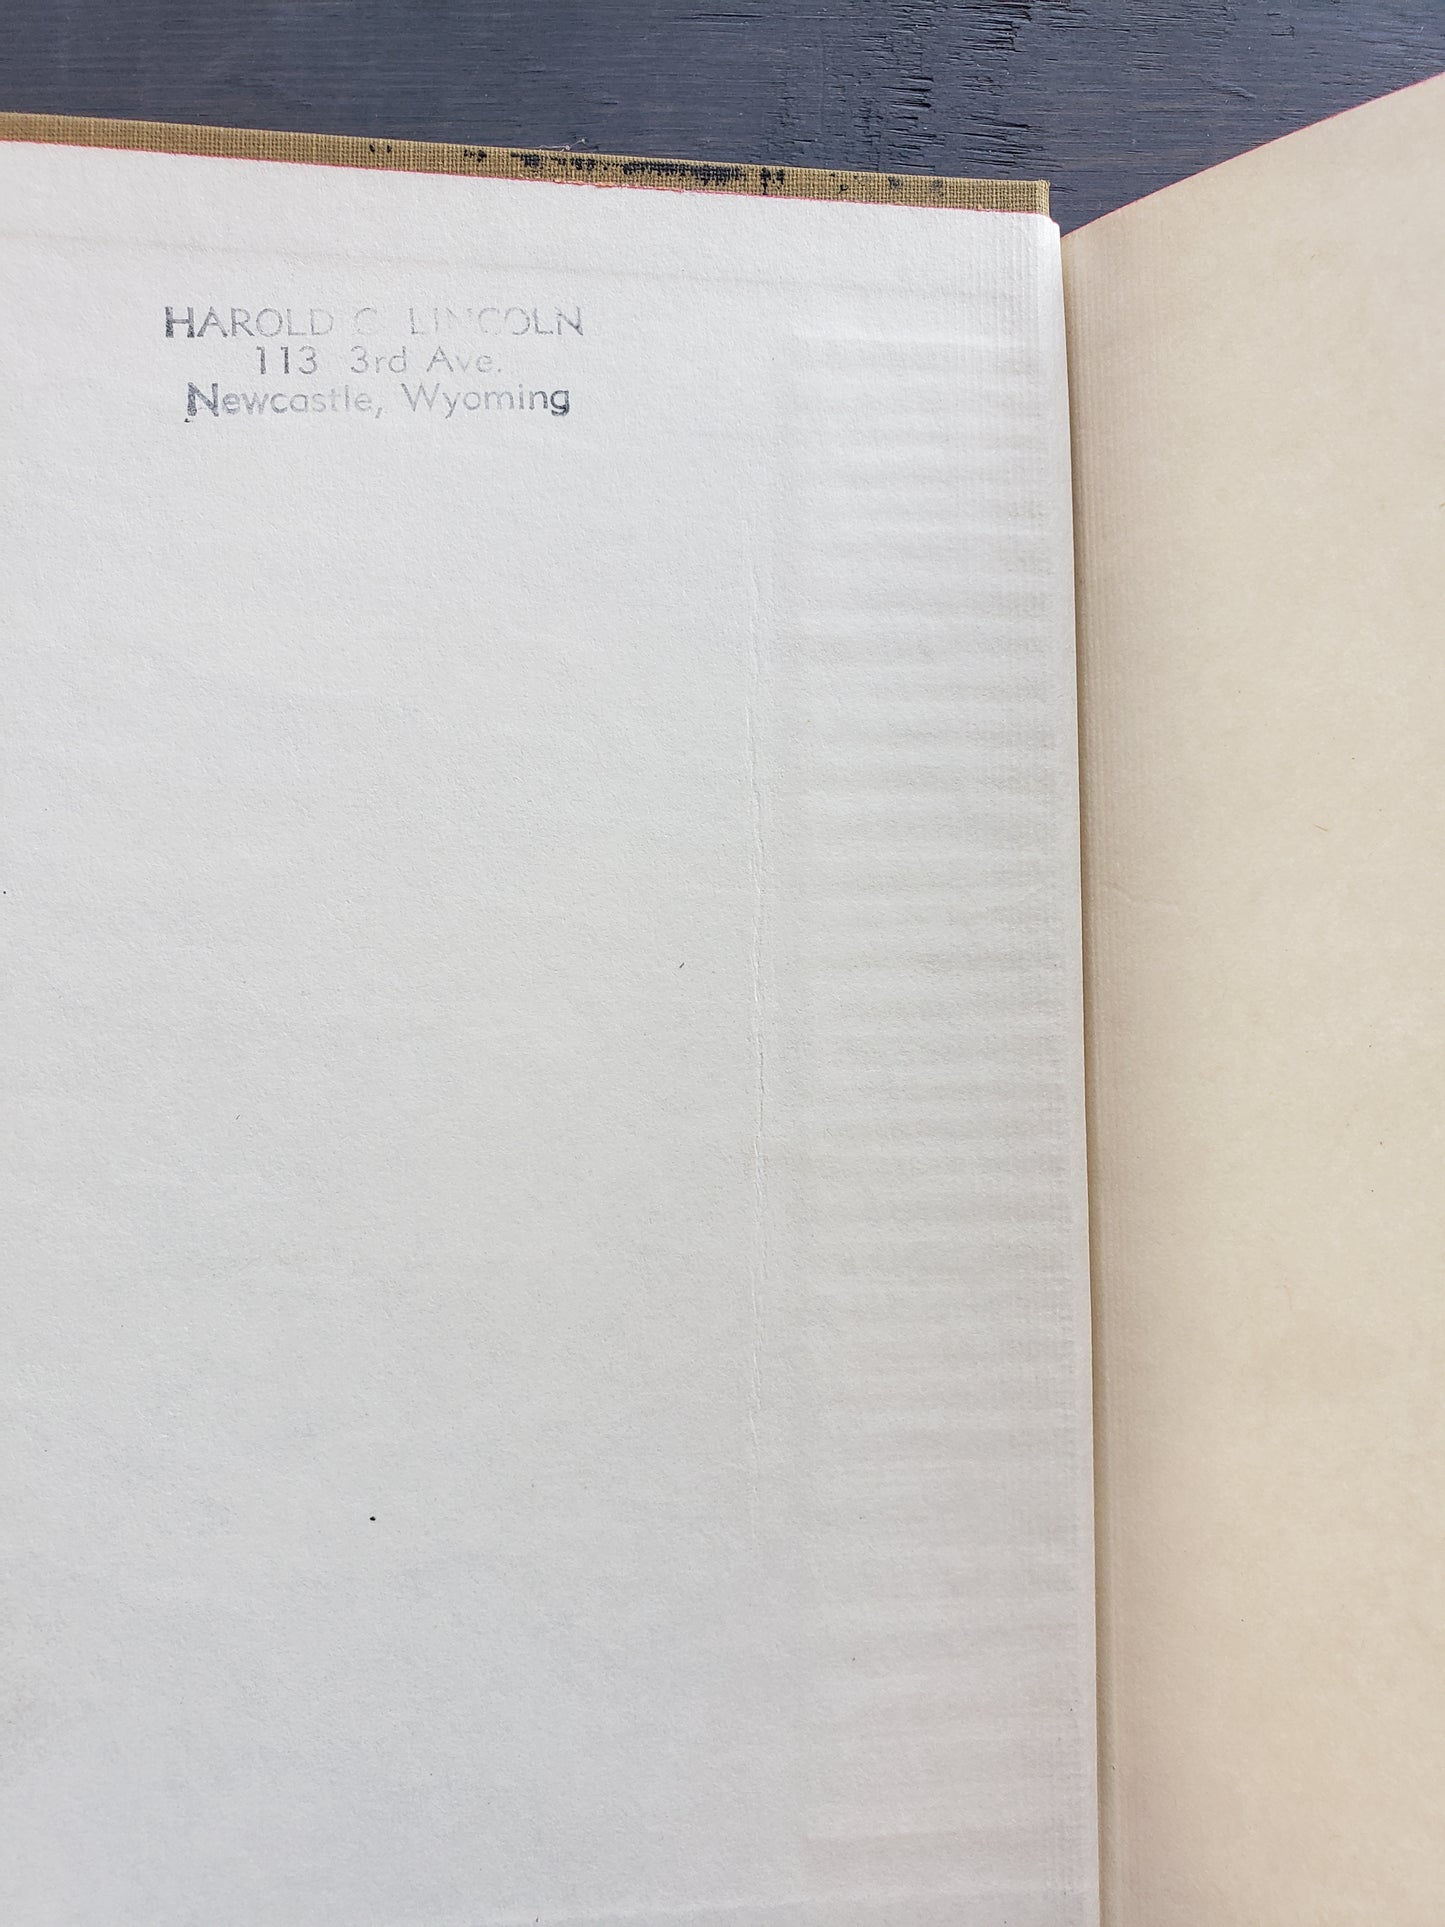 HAROLD C LINCOLN
113 3rd Ave.
Newcastle, Wyoming